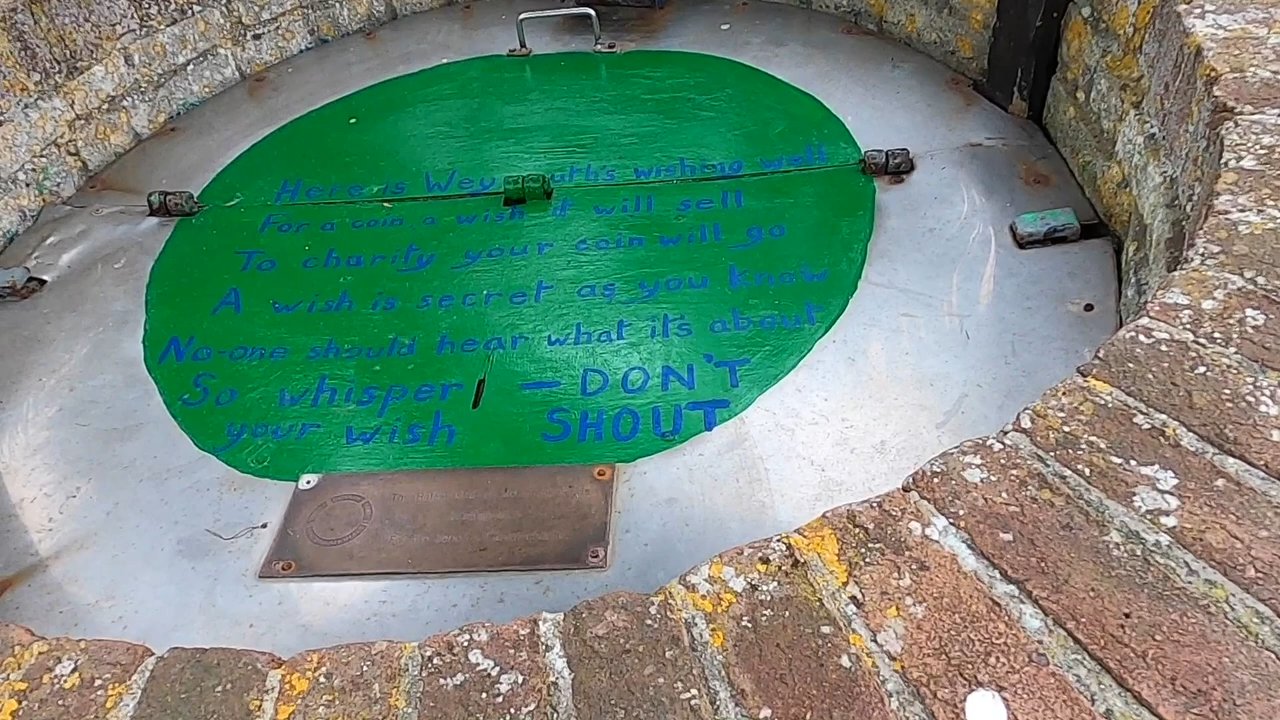 Here is Weymouth's wishing well
For a coin a wish it will sell
To charity your coin will go
A wish is secret as you know
No-one should hear what it's about
So whisper — DON'T
your wish SHOUT